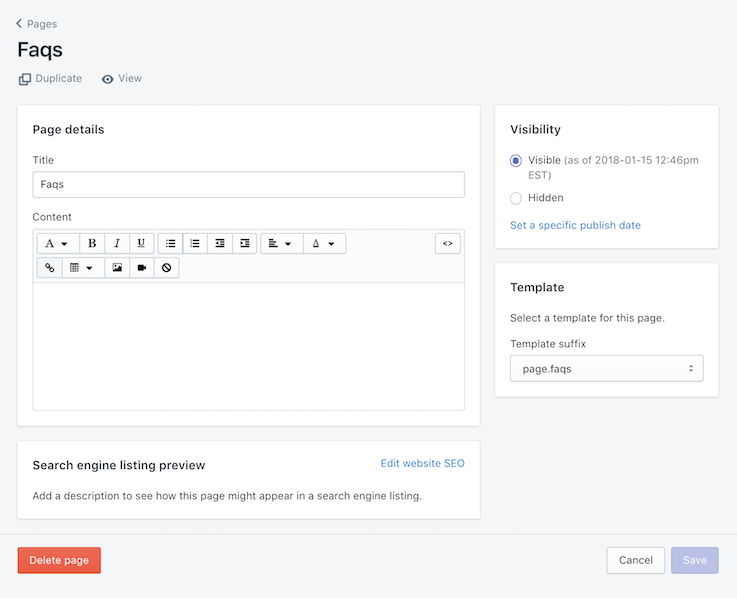 Pages
Faqs
Duplicate View
Page details
Title
Faqs
Content
A B I U A <>
Search engine listing preview
Edit website SEO
Add a description to see how this page might appear in a search engine listing.
Visibility
Visible (as of 2018-01-15 12:46pm
EST)
Hidden
Set a specific publish date
Template
Select a template for this page.
Template suffix
page.faqs
Delete page
Cancel
Save